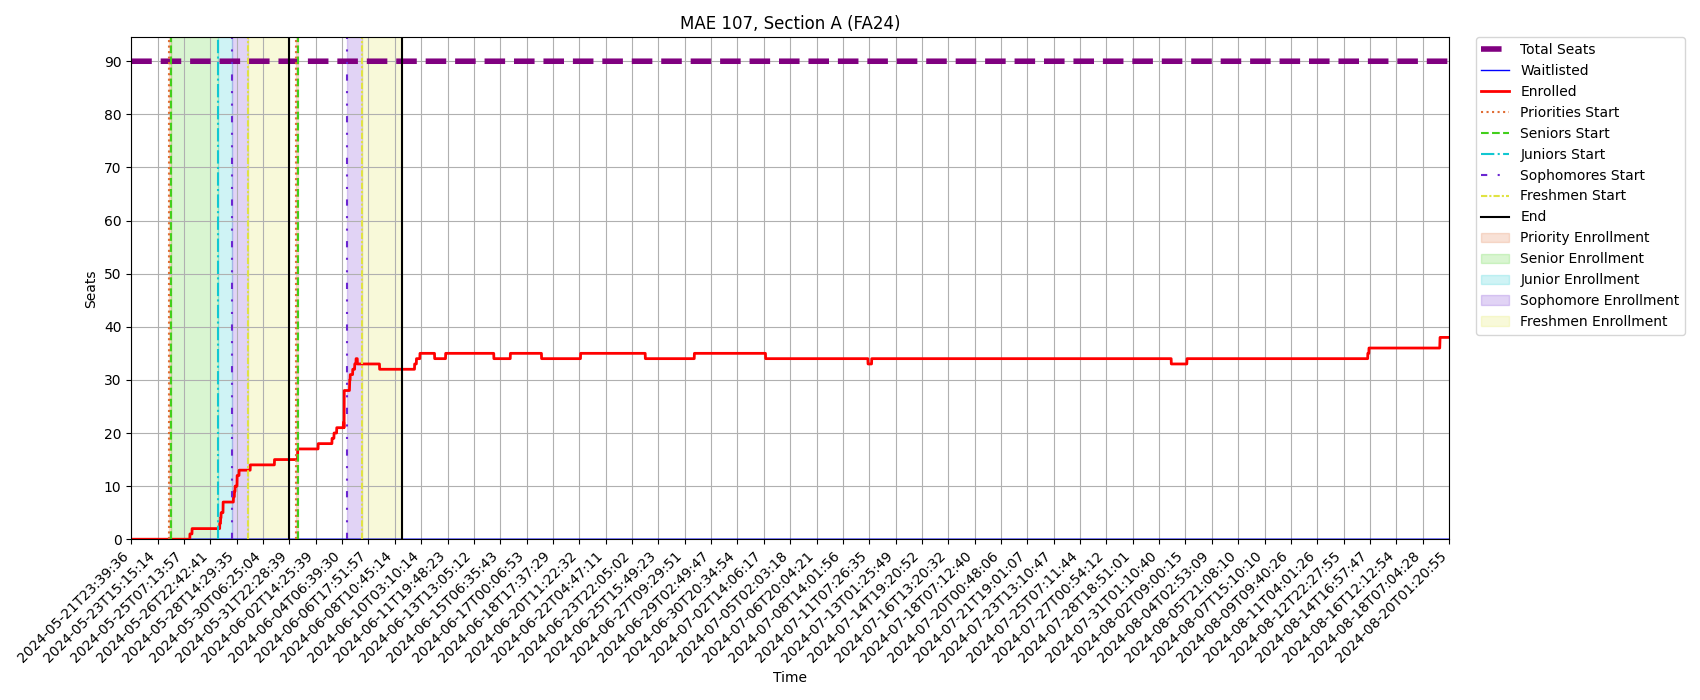 MAE 107, Section A (FA24)
Total Seats
Waitlisted
Enrolled
Priorities Start
Seniors Start
Juniors Start
Sophomores Start
Freshmen Start
End
Priority Enrollment
Senior Enrollment
Junior Enrollment
Sophomore Enrollment
Freshmen Enrollment
Seats
90
80
70
60
50
40
30
20
10
0
2024-05-21T23:39:36
2024-05-23T15:15:14
2024-05-25T07:13:57
2024-05-26T22:42:41
2024-05-28T14:29:35
2024-05-30T06:25:04
2024-05-31T22:28:39
2024-06-02T14:25:39
2024-06-04T06:39:30
2024-06-06T17:51:57
2024-06-08T10:45:14
2024-06-10T03:10:14
2024-06-11T19:48:23
2024-06-13T13:05:12
2024-06-15T06:35:43
2024-06-17T00:06:53
2024-06-18T17:37:29
2024-06-20T11:22:32
2024-06-22T04:47:11
2024-06-23T22:05:02
2024-06-25T15:49:23
2024-06-27T09:29:51
2024-06-29T02:49:47
2024-06-30T20:34:54
2024-07-02T14:06:17
2024-07-05T02:03:18
2024-07-06T20:04:21
2024-07-08T14:01:56
2024-07-11T07:26:35
2024-07-13T01:25:49
2024-07-14T19:20:52
2024-07-16T13:20:32
2024-07-18T07:12:40
2024-07-20T00:48:06
2024-07-21T19:01:07
2024-07-23T13:10:47
2024-07-25T07:11:44
2024-07-27T00:54:12
2024-07-28T18:51:01
2024-07-31T01:10:40
2024-08-02T09:00:15
2024-08-04T02:53:09
2024-08-05T21:08:10
2024-08-07T15:10:10
2024-08-09T09:40:26
2024-08-11T04:01:26
2024-08-12T22:27:55
2024-08-14T16:57:47
2024-08-16T12:12:54
2024-08-18T07:04:28
2024-08-20T01:20:55
Time